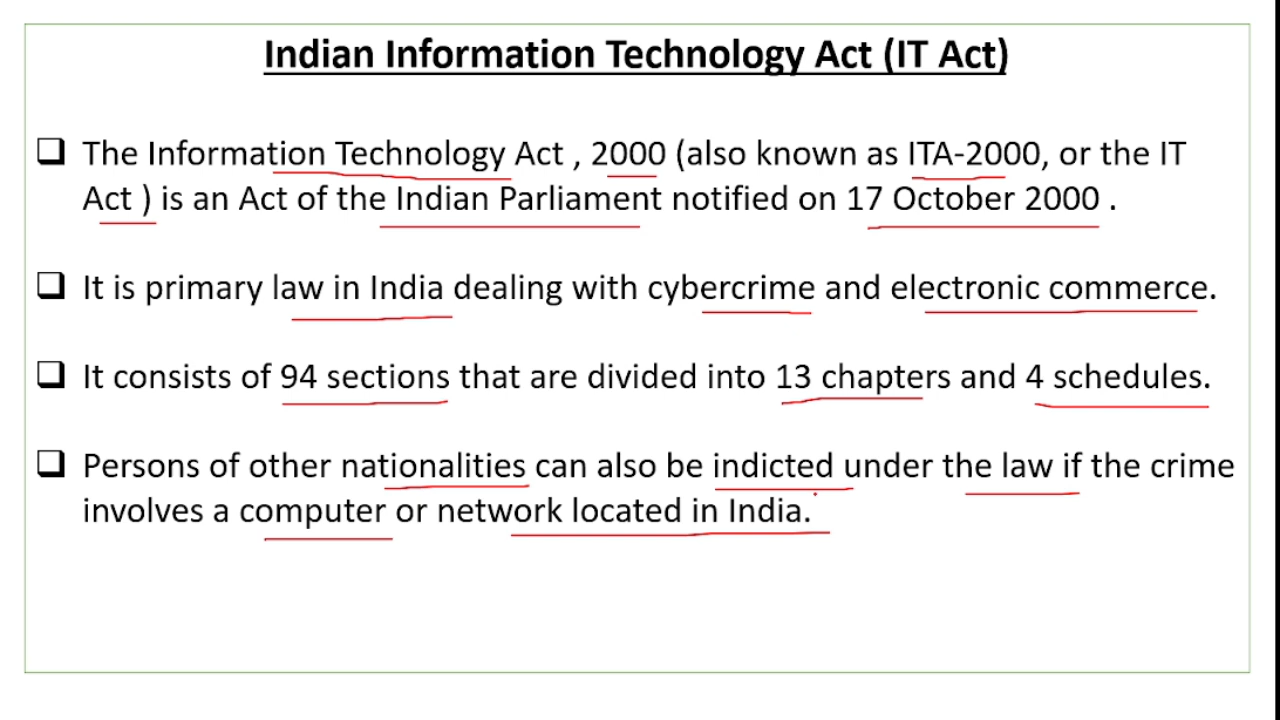 Indian Information Technology Act (IT Act)
❑ The Information Technology Act , 2000 (also known as ITA-2000, or the IT
Act ) is an Act of the Indian Parliament notified on 17 October 2000 .
❑ It is primary law in India dealing with cybercrime and electronic commerce.
❑ It consists of 94 sections that are divided into 13 chapters and 4 schedules.
❑ Persons of other nationalities can also be indicted under the law if the crime
involves a computer or network located in India.